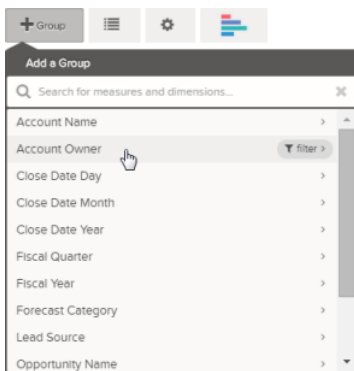 + Group
Add a Group
Search for measures and dimensions...
Account Name
Account Owner filter >
Close Date Day
Close Date Month
Close Date Year
Fiscal Quarter
Fiscal Year
Forecast Category
Lead Source
Opportunity Name